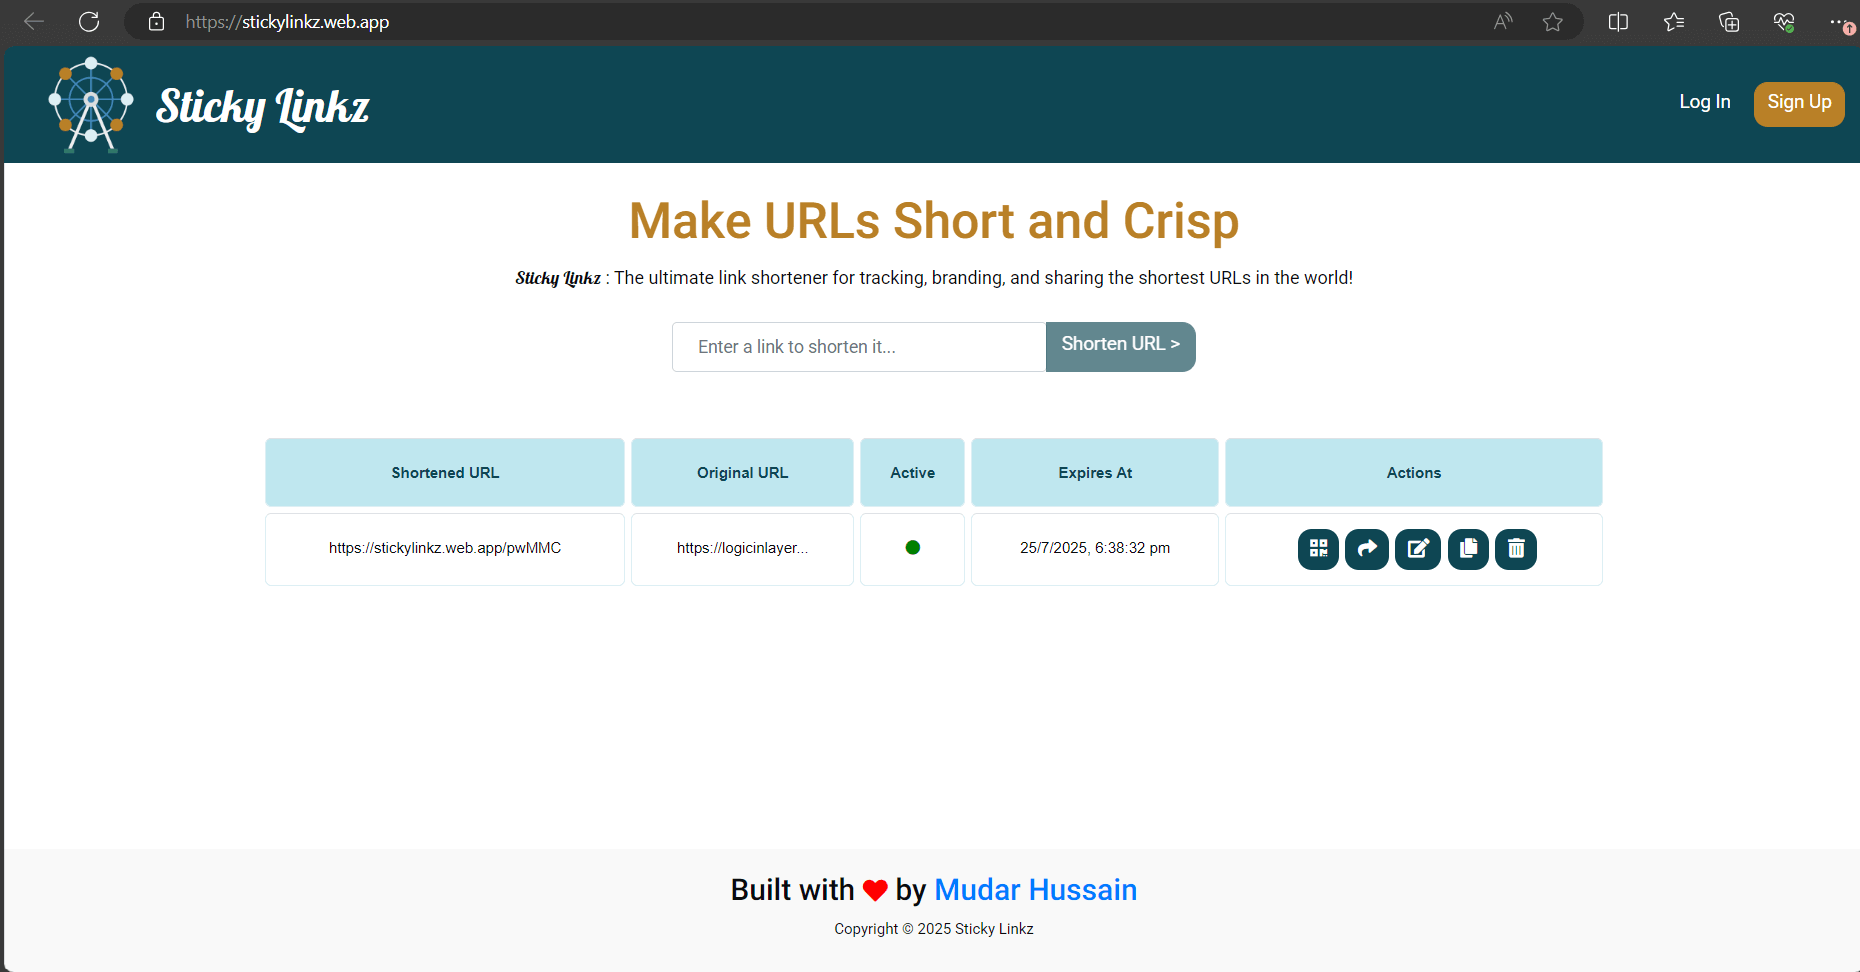 https://stickylinkz.web.app
Sticky Linkz
Log In
Sign Up
Make URLs Short and Crisp
Sticky Linkz : The ultimate link shortener for tracking, branding, and sharing the shortest URLs in the world!
Enter a link to shorten it...
Shorten URL >
Shortened URL Original URL Active Expires At Actions
https://stickylinkz.web.app/pwMMC https://logicinlayer... 25/7/2025, 6:38:32 pm
Built with ❤ by Mudar Hussain
Copyright © 2025 Sticky Linkz